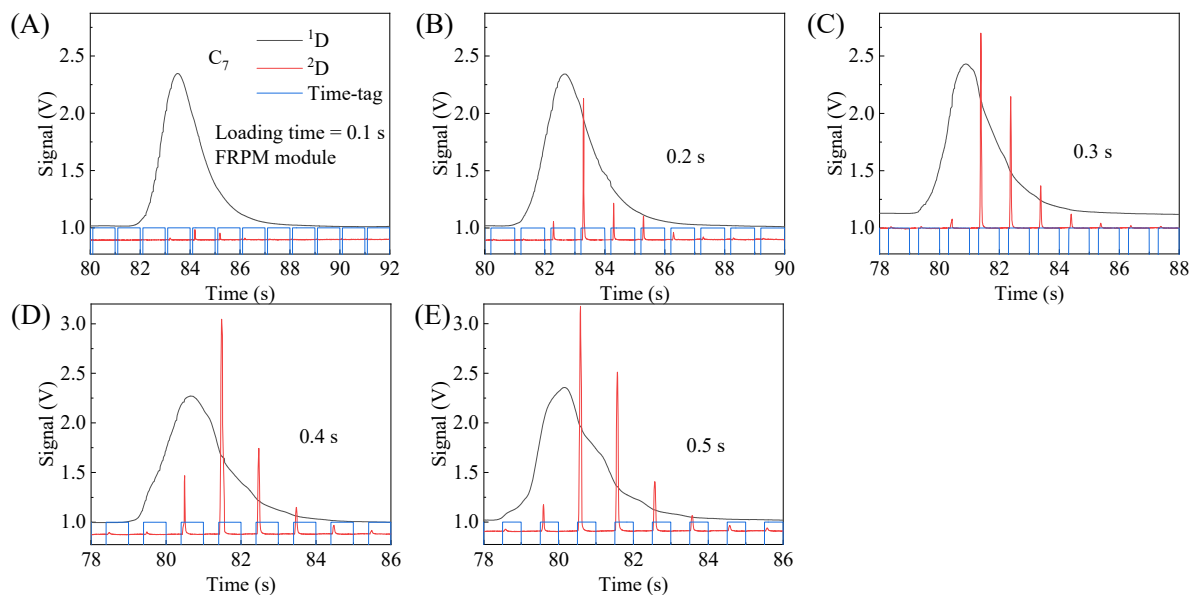 (A)
C7
1D
2D
Time-tag
Loading time = 0.1 s
FRPM module
Signal (V)
2.5
2.0
1.5
1.0
80 82 84 86 88 90 92
Time (s)
(B)
0.2 s
Signal (V)
2.5
2.0
1.5
1.0
80 82 84 86 88 90
Time (s)
(C)
0.3 s
Signal (V)
2.5
2.0
1.5
1.0
78 80 82 84 86 88
Time (s)
(D)
0.4 s
Signal (V)
3.0
2.5
2.0
1.5
1.0
78 80 82 84 86
Time (s)
(E)
0.5 s
Signal (V)
3.0
2.5
2.0
1.5
1.0
78 80 82 84 86
Time (s)